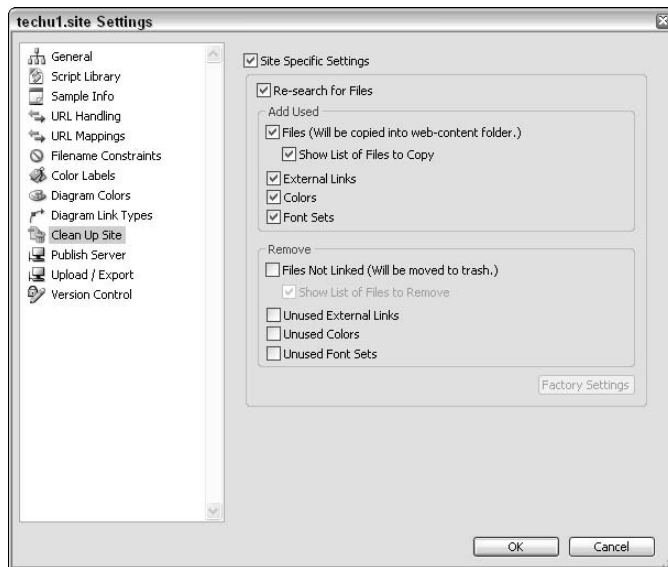 techu1.site Settings
General
Script Library
Sample Info
URL Handling
URL Mappings
Filename Constraints
Color Labels
Diagram Colors
Diagram Link Types
Clean Up Site
Publish Server
Upload / Export
Version Control
Site Specific Settings
Re-search for Files
Add Used
Files (Will be copied into web-content folder.)
Show List of Files to Copy
External Links
Colors
Font Sets
Remove
Files Not Linked (Will be moved to trash.)
Show List of Files to Remove
Unused External Links
Unused Colors
Unused Font Sets
Factory Settings
OK
Cancel